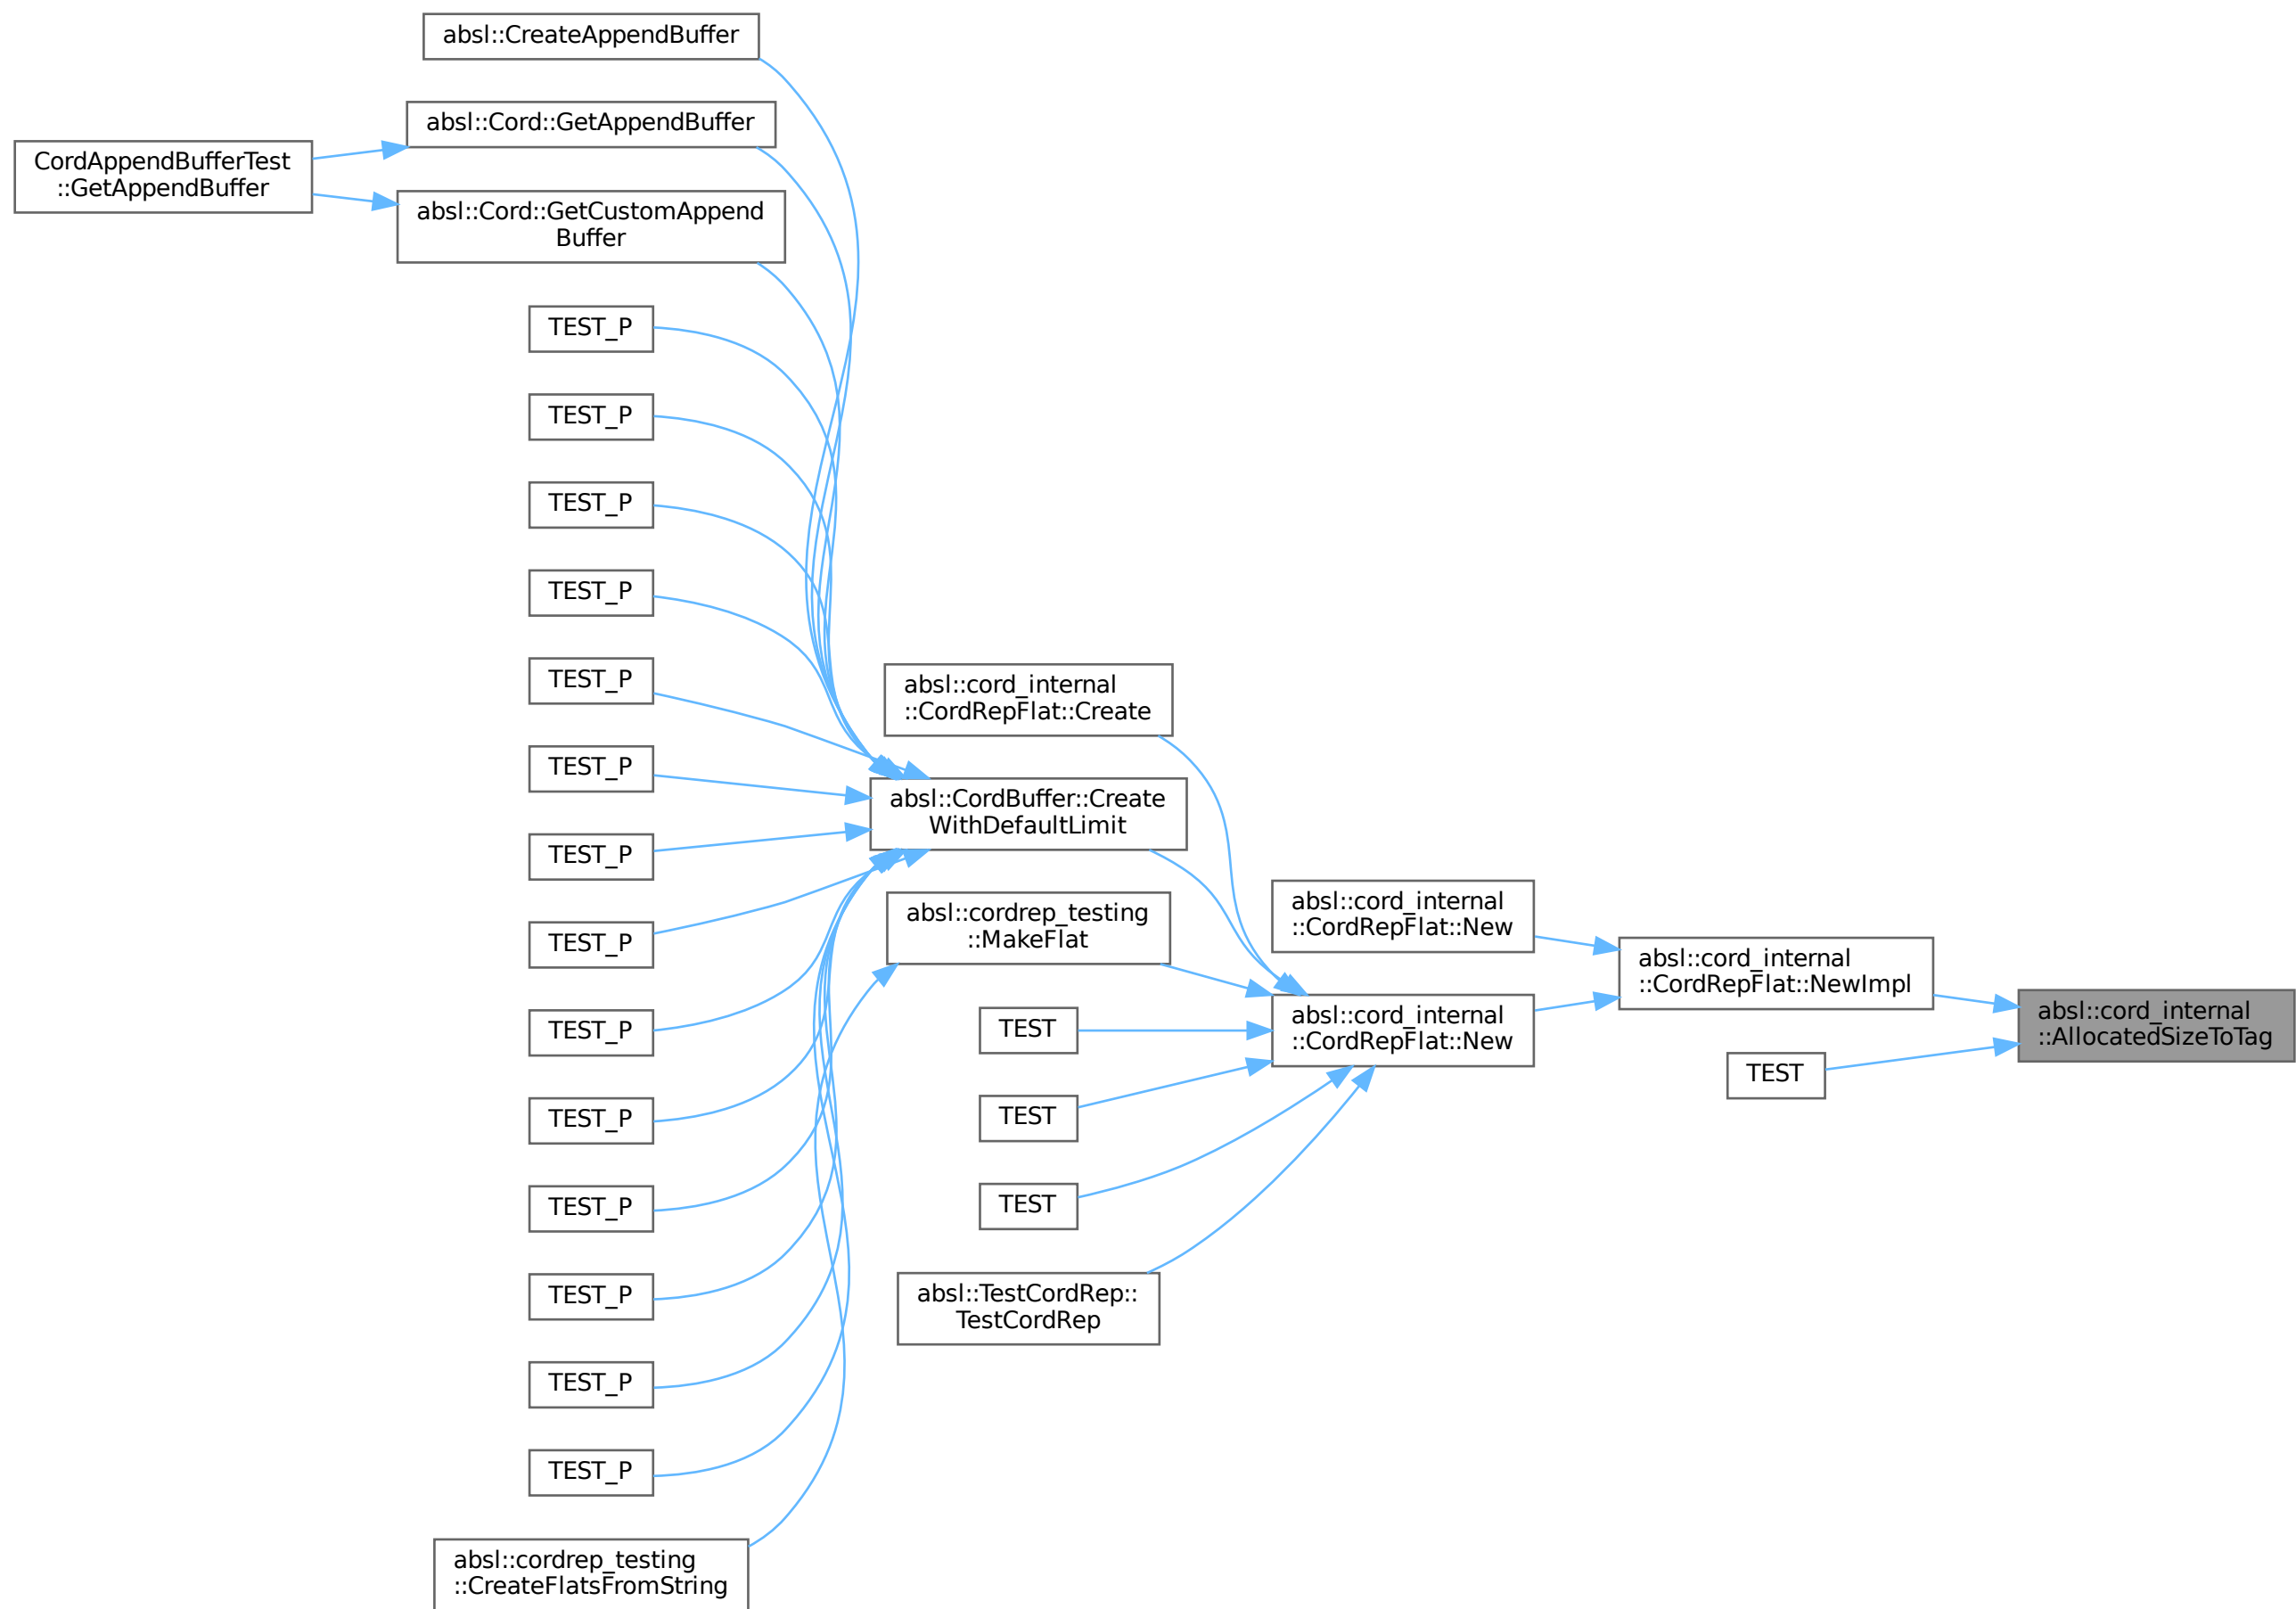 CordAppendBufferTest
::GetAppendBuffer
absl::CreateAppendBuffer
absl::Cord::GetAppendBuffer
absl::Cord::GetCustomAppend
Buffer
TEST_P
TEST_P
TEST_P
TEST_P
TEST_P
TEST_P
TEST_P
TEST_P
TEST_P
TEST_P
TEST_P
TEST_P
TEST_P
TEST_P
absl::cordrep_testing
::CreateFlatsFromString
absl::cord_internal
::CordRepFlat::Create
absl::CordBuffer::Create
WithDefaultLimit
absl::cordrep_testing
::MakeFlat
TEST
TEST
TEST
absl::TestCordRep::
TestCordRep
absl::cord_internal
::CordRepFlat::New
absl::cord_internal
::CordRepFlat::New
absl::cord_internal
::CordRepFlat::NewImpl
TEST
absl::cord_internal
::AllocatedSizeToTag